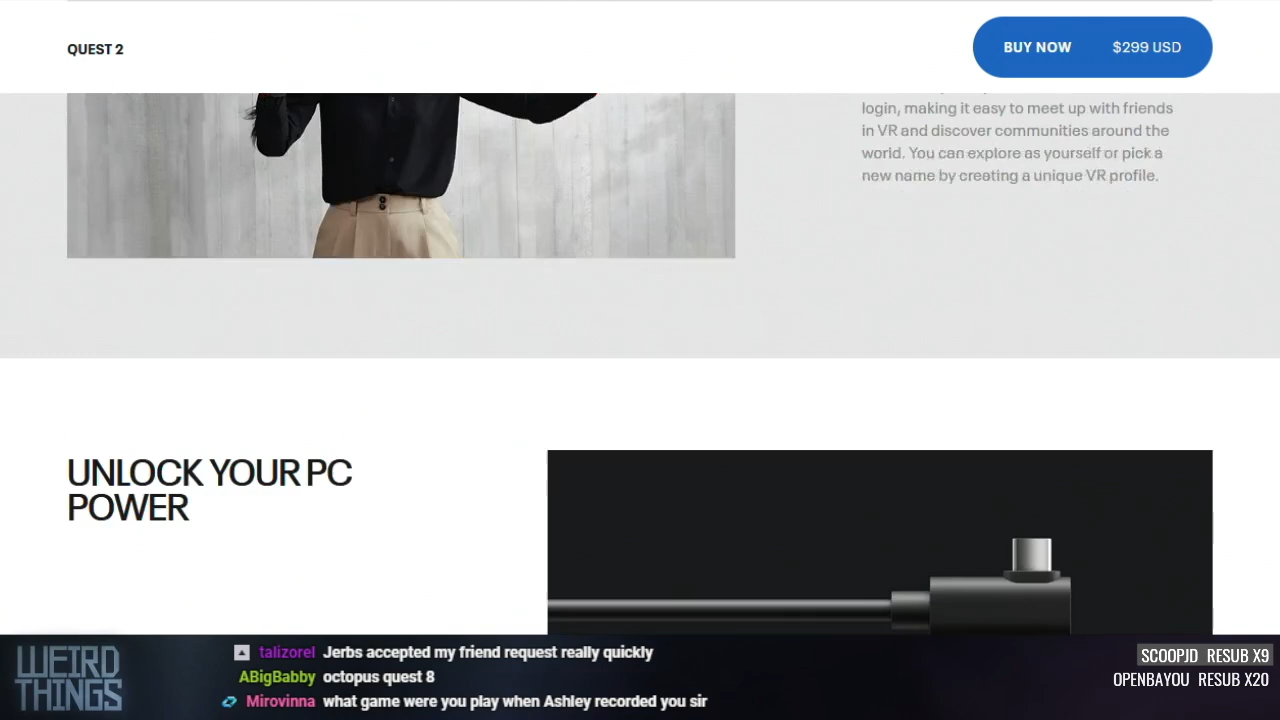 QUEST 2
BUY NOW $299 USD
login, making it easy to meet up with friends
in VR and discover communities around the
world. You can explore as yourself or pick a
new name by creating a unique VR profile.
UNLOCK YOUR PC
POWER
WEIRD
THINGS
talizorel Jerbs accepted my friend request really quickly
ABigBabby octopus quest 8
Mirovinna what game were you play when Ashley recorded you sir
SCOOPJD RESUB X9
OPENBAYOU RESUB X20